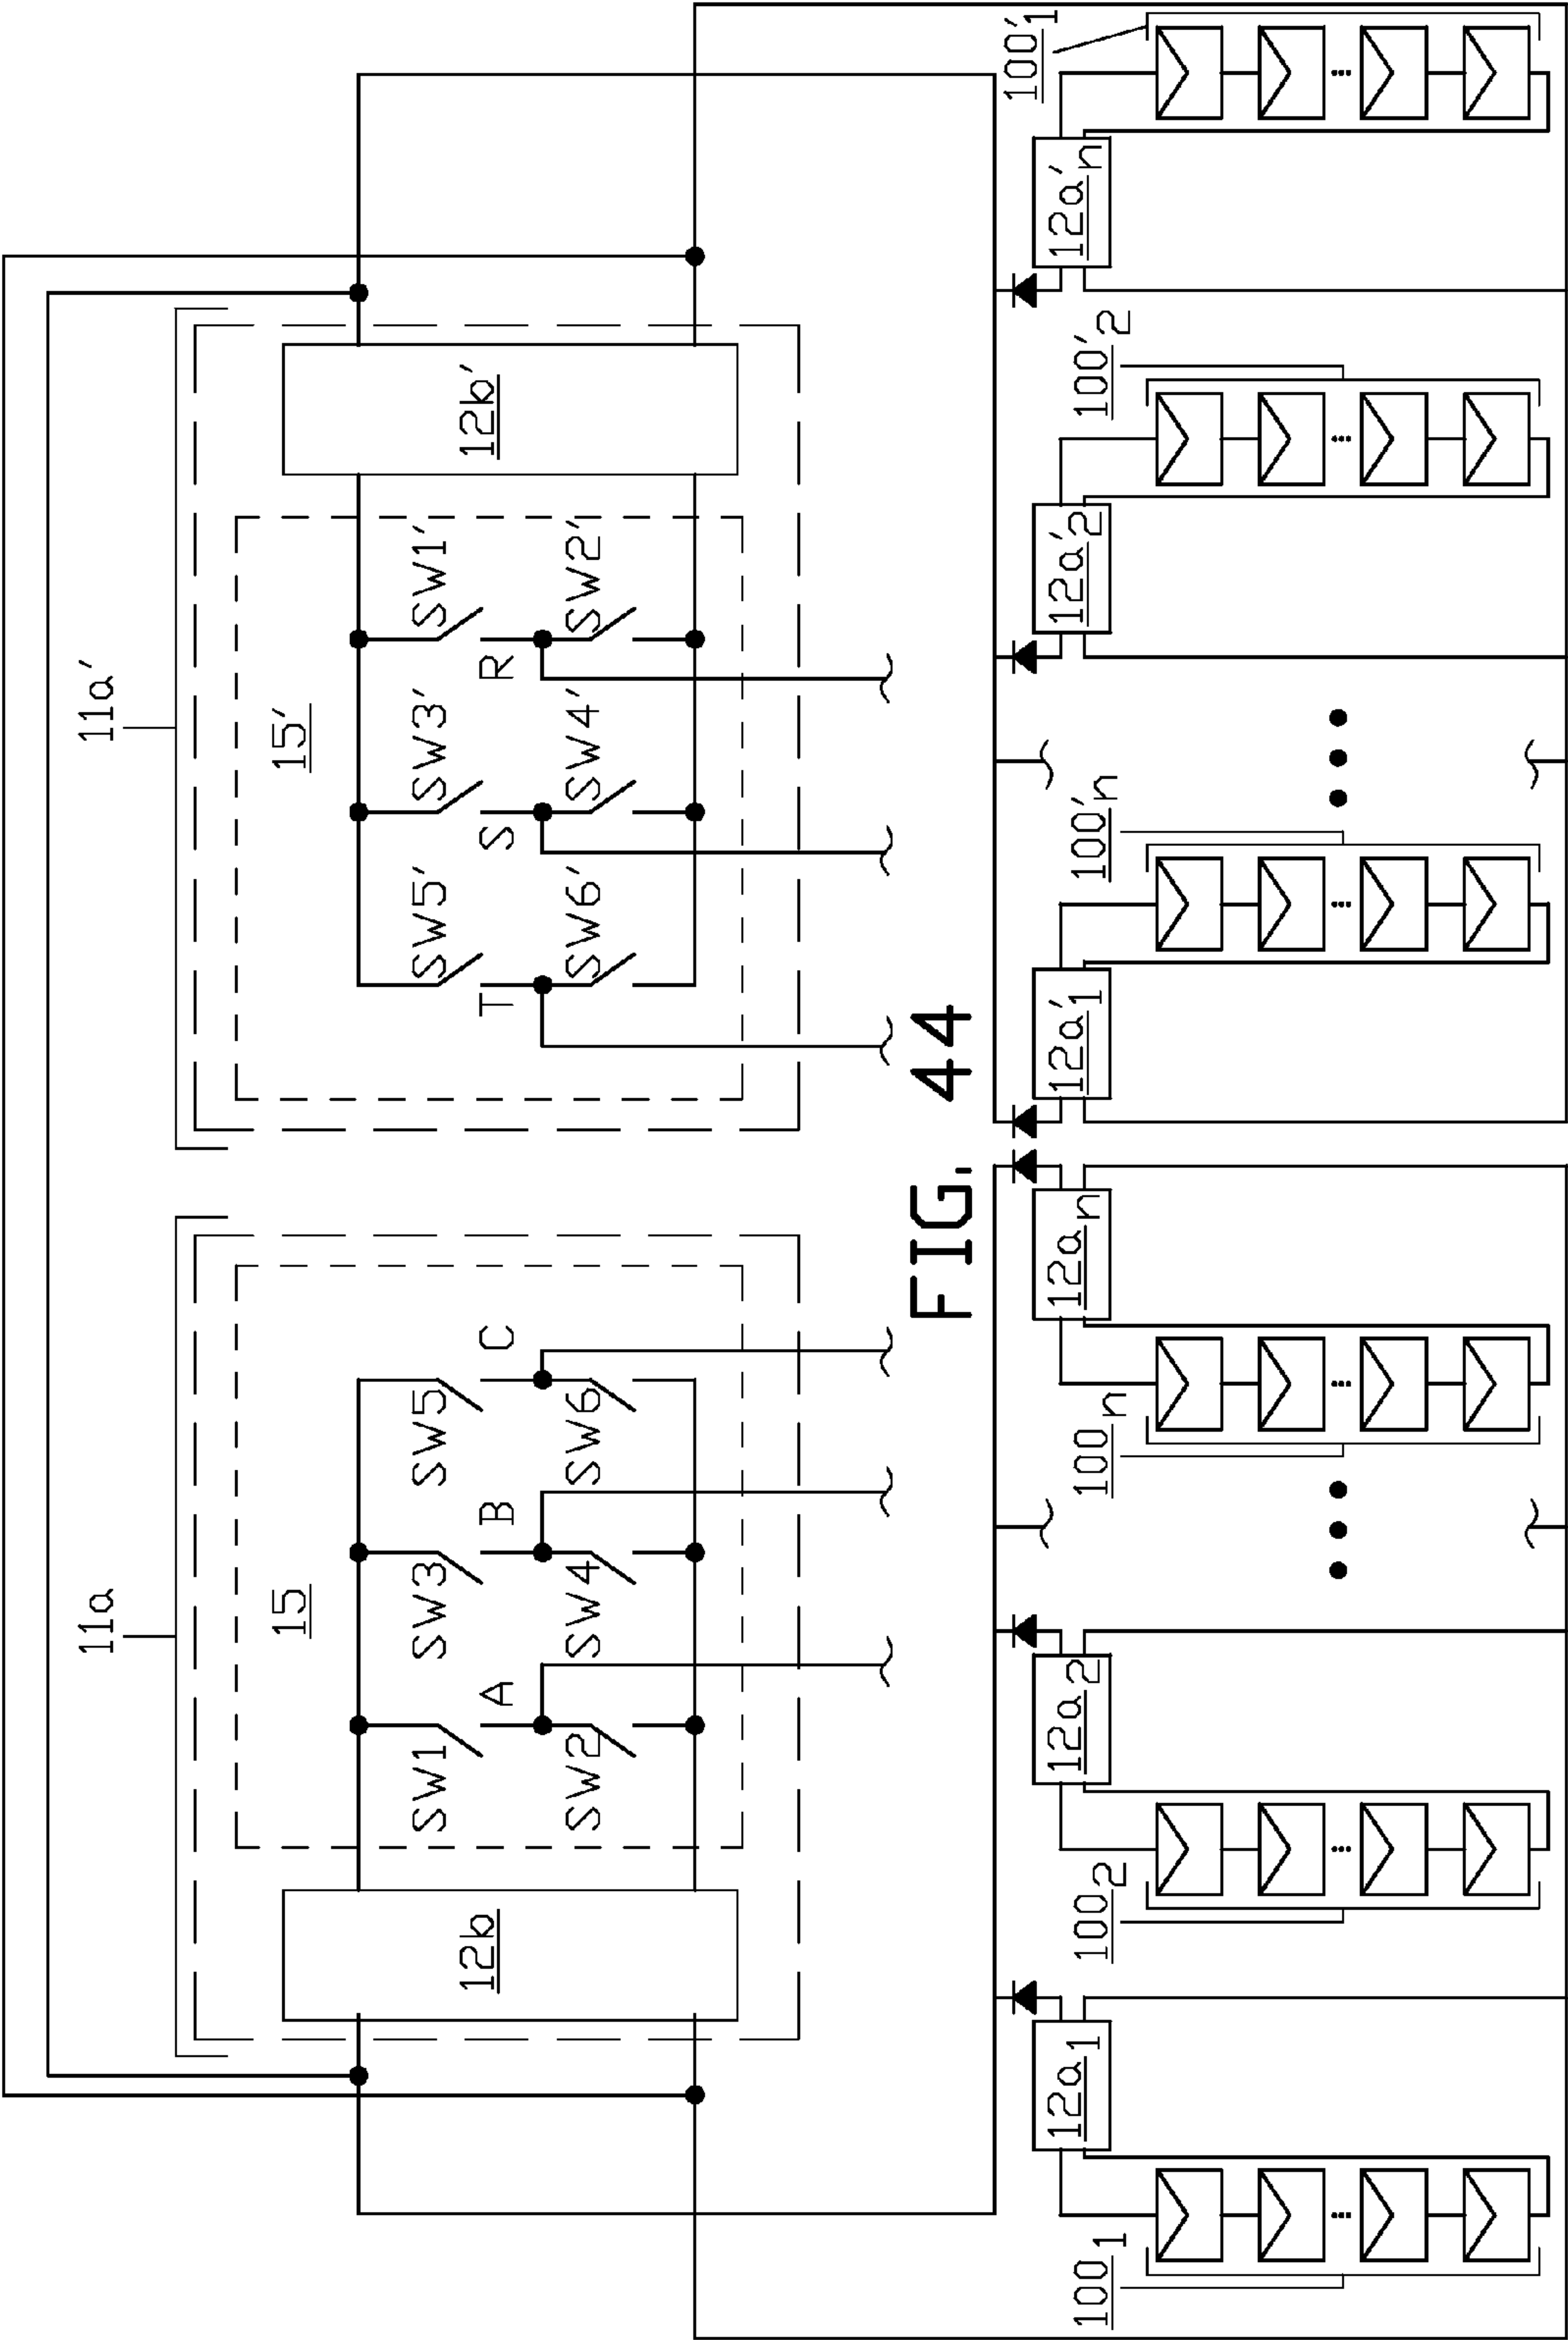 11a 11a'
15 15'
SW1 SW3 SW5 SW5' SW3' SW1'
12b A B C T S R 12b'
SW2 SW4 SW6 SW6' SW4' SW2'
FIG. 44
12a1 12a2 12an 12a'1 12a'2 12a'n
1001 1002 100n 100'n 100'2 100'1